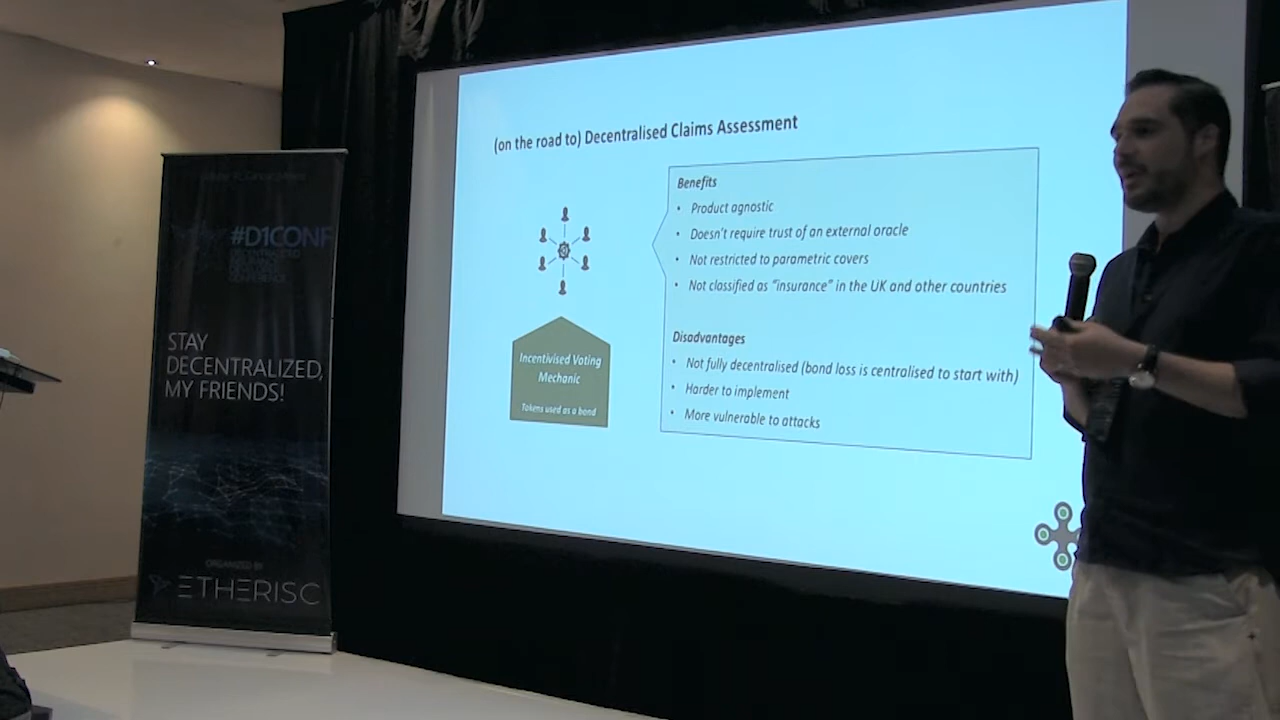 #D1CONF
STAY
DECENTRALIZED,
MY FRIENDS!
ORGANIZED BY
ETHERISC
(on the road to) Decentralised Claims Assessment
Incentivised Voting
Mechanic
Tokens used as a bond
Benefits
• Product agnostic
• Doesn't require trust of an external oracle
• Not restricted to parametric covers
• Not classified as "insurance" in the UK and other countries
Disadvantages
• Not fully decentralised (bond loss is centralised to start with)
• Harder to implement
• More vulnerable to attacks